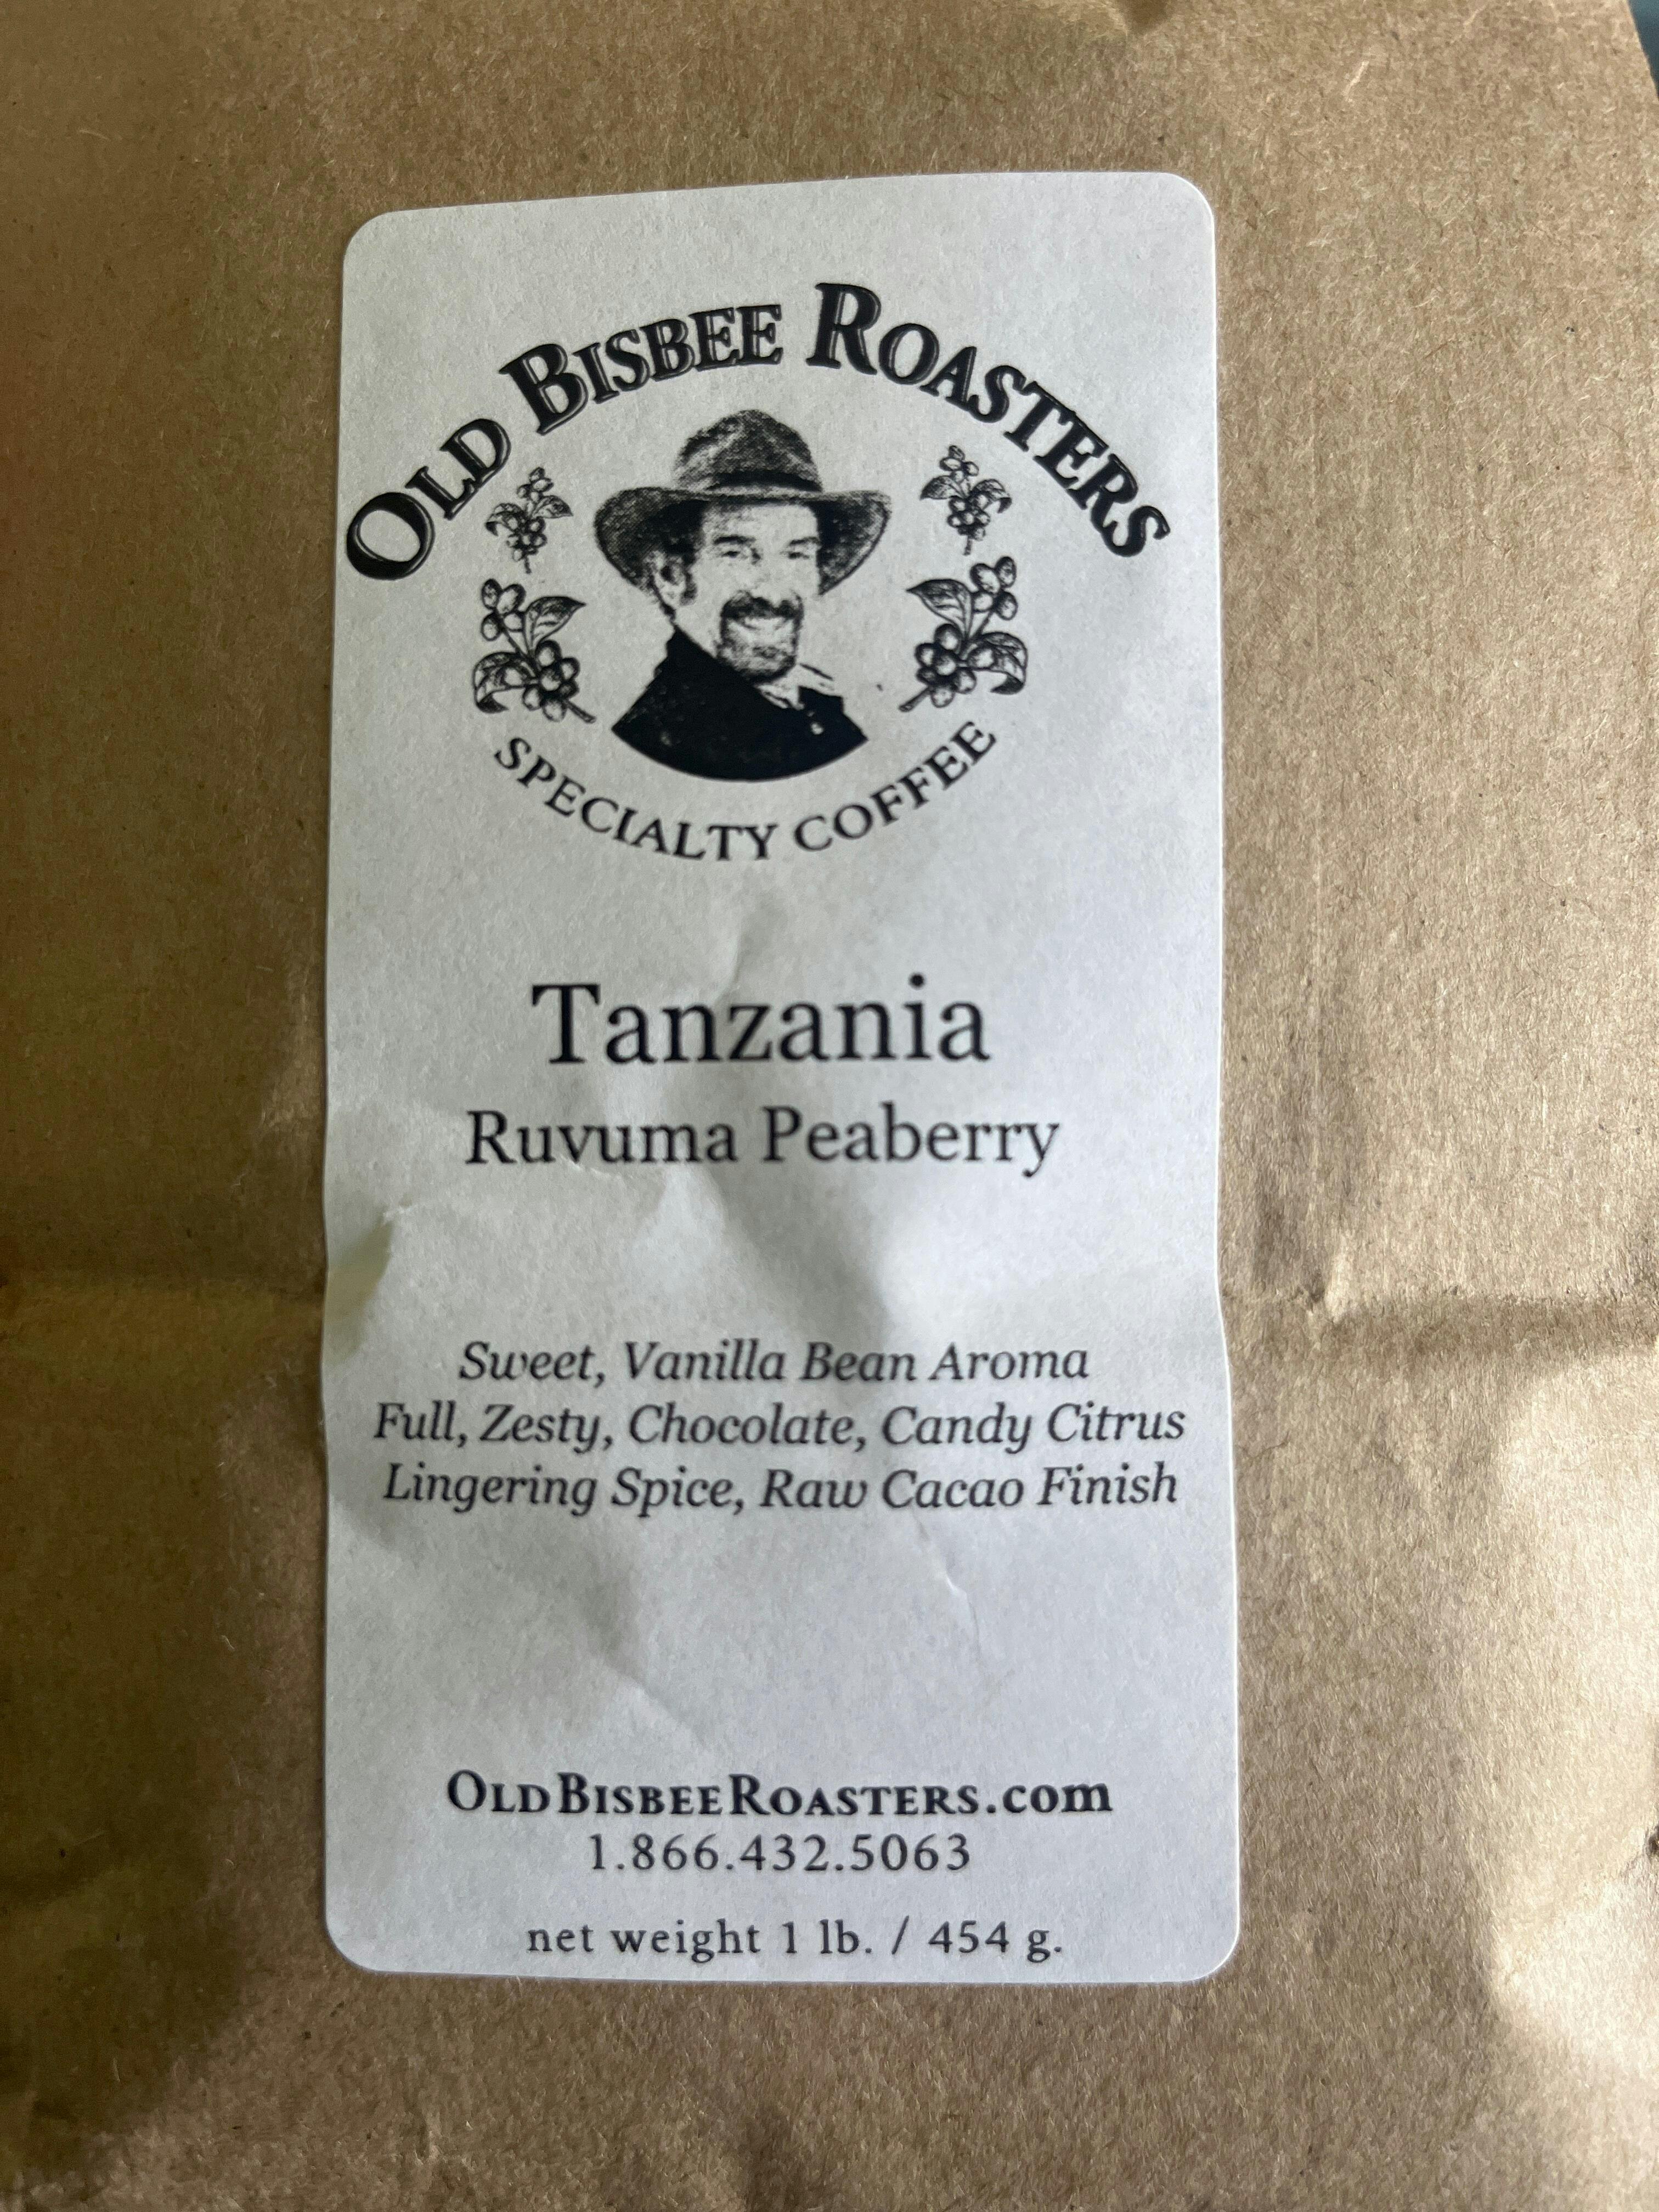 OLD BISBEE ROASTERS
SPECIALTY COFFEE
Tanzania
Ruvuma Peaberry
Sweet, Vanilla Bean Aroma
Full, Zesty, Chocolate, Candy Citrus
Lingering Spice, Raw Cacao Finish
OLDBISBEEROASTERS.com
1.866.432.5063
net weight 1 lb. / 454 g.